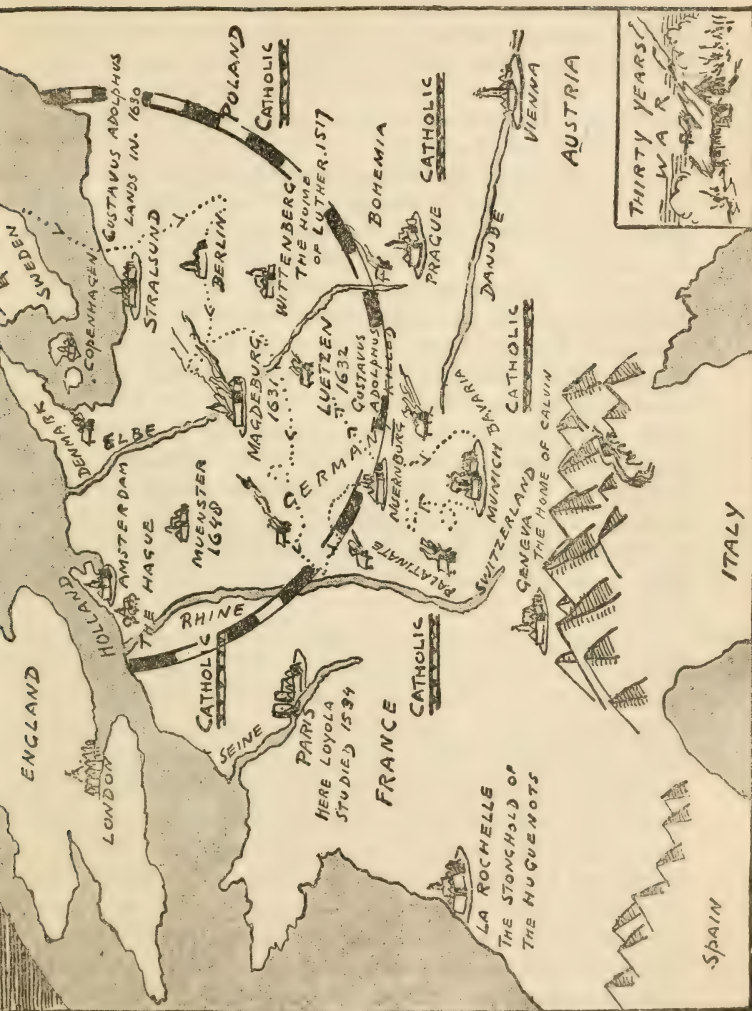 SWEDEN
ENGLAND
LONDON
DENMARK
COPENHAGEN
GUSTAVUS ADOLPHUS
LANDS IN. 1630
STRALSUND
HOLLAND
AMSTERDAM
THE HAGUE
ELBE
BERLIN
POLAND
CATHOLIC
MUENSTER
1648
MAGDEBURG
1631
WITTENBERG
THE HOME
OF LUTHER. 1517
RHINE
CATHOLIC
LUETZEN
1632
GUSTAVUS
ADOLPHUS
KILLED
GERMAN
SEINE
PARIS
HERE LOYOLA
STUDIED 1534
FRANCE
CATHOLIC
PALATINATE
NUERNBURG
BOHEMIA
PRAGUE
CATHOLIC
MUNICH
BAVARIA
CATHOLIC
DANUBE
VIENNA
AUSTRIA
SWITZERLAND
GENEVA
THE HOME OF CALVIN
LA ROCHELLE
THE STONGHOLD OF
THE HUGUENOTS
SPAIN
ITALY
THIRTY YEARS'
WAR